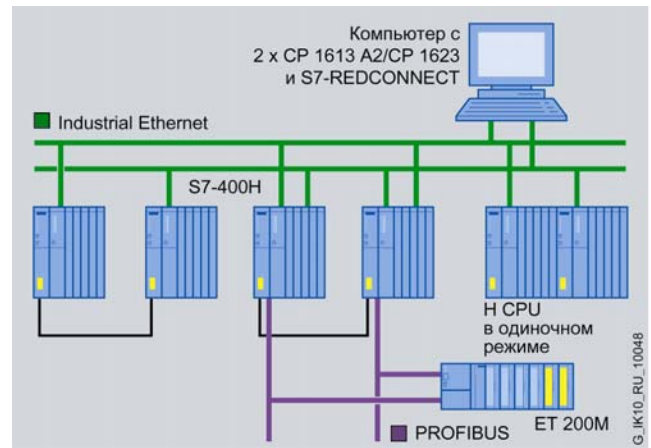 Компьютер с
2 x CP 1613 A2/CP 1623
и S7-REDCONNECT
Industrial Ethernet
S7-400H
H CPU
в одиночном
режиме
ET 200M
PROFIBUS
G_IK10_RU_10048